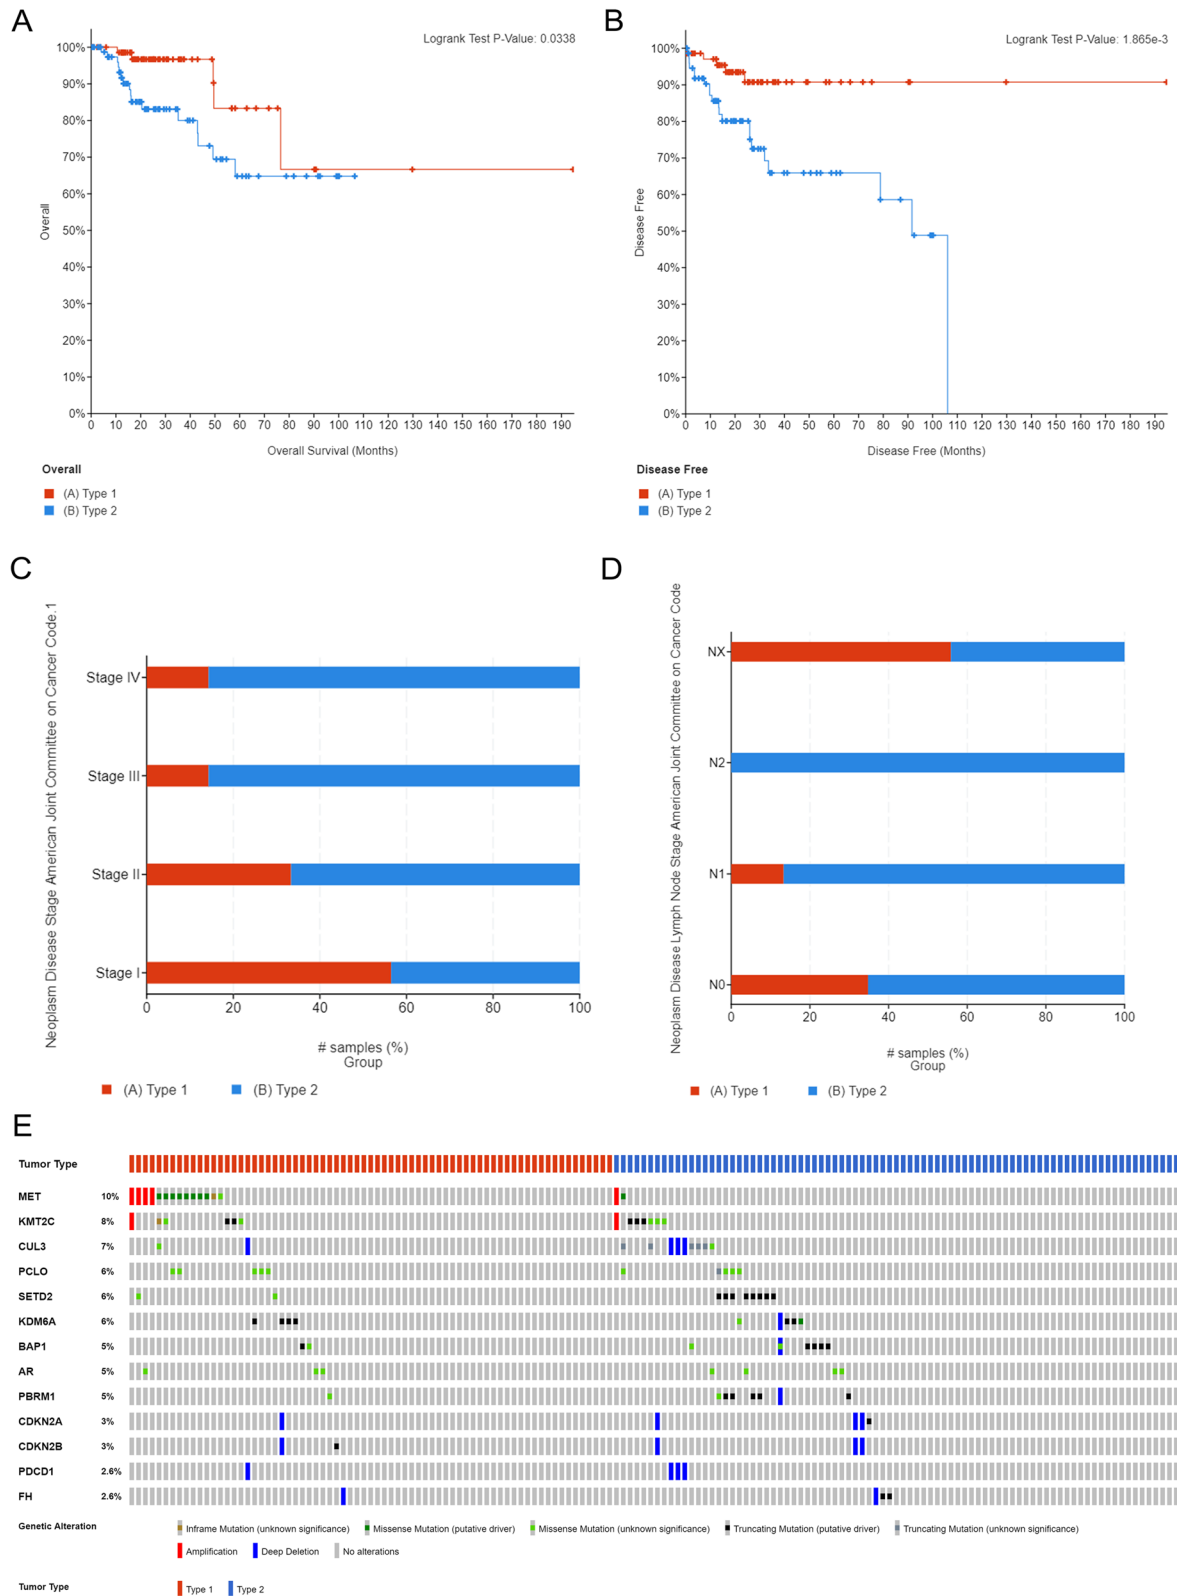 A
Logrank Test P-Value: 0.0338
100%
90%
80%
70%
60%
50%
40%
30%
20%
10%
0%
Overall
0 10 20 30 40 50 60 70 80 90 100 110 120 130 140 150 160 170 180 190
Overall Survival (Months)
Overall
(A) Type 1
(B) Type 2
B
Logrank Test P-Value: 1.865e-3
100%
90%
80%
70%
60%
50%
40%
30%
20%
10%
0%
Disease Free
0 10 20 30 40 50 60 70 80 90 100 110 120 130 140 150 160 170 180 190
Disease Free (Months)
Disease Free
(A) Type 1
(B) Type 2
C
Neoplasm Disease Stage American Joint Committee on Cancer Code.1
Stage IV
Stage III
Stage II
Stage I
0 20 40 60 80 100
# samples (%)
Group
(A) Type 1 (B) Type 2
D
Neoplasm Disease Lymph Node Stage American Joint Committee on Cancer Code
NX
N2
N1
N0
0 20 40 60 80 100
# samples (%)
Group
(A) Type 1 (B) Type 2
E
Tumor Type
MET 10%
KMT2C 8%
CUL3 7%
PCLO 6%
SETD2 6%
KDM6A 6%
BAP1 5%
AR 5%
PBRM1 5%
CDKN2A 3%
CDKN2B 3%
PDCD1 2.6%
FH 2.6%
Genetic Alteration Inframe Mutation (unknown significance) Missense Mutation (putative driver) Missense Mutation (unknown significance) Truncating Mutation (putative driver) Truncating Mutation (unknown significance)
Amplification Deep Deletion No alterations
Tumor Type Type 1 Type 2